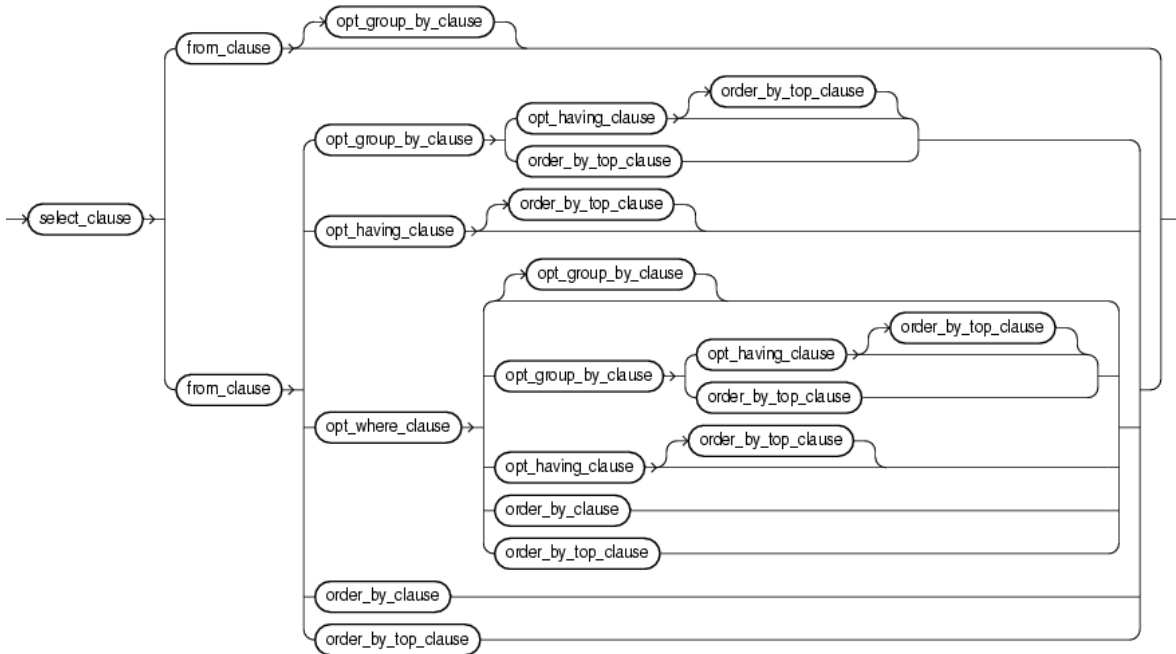 opt_group_by_clause
from_clause
order_by_top_clause
opt_having_clause
opt_group_by_clause
order_by_top_clause
select_clause
order_by_top_clause
opt_having_clause
opt_group_by_clause
order_by_top_clause
opt_having_clause
opt_group_by_clause
from_clause
order_by_top_clause
opt_where_clause
order_by_top_clause
opt_having_clause
order_by_clause
order_by_top_clause
order_by_clause
order_by_top_clause